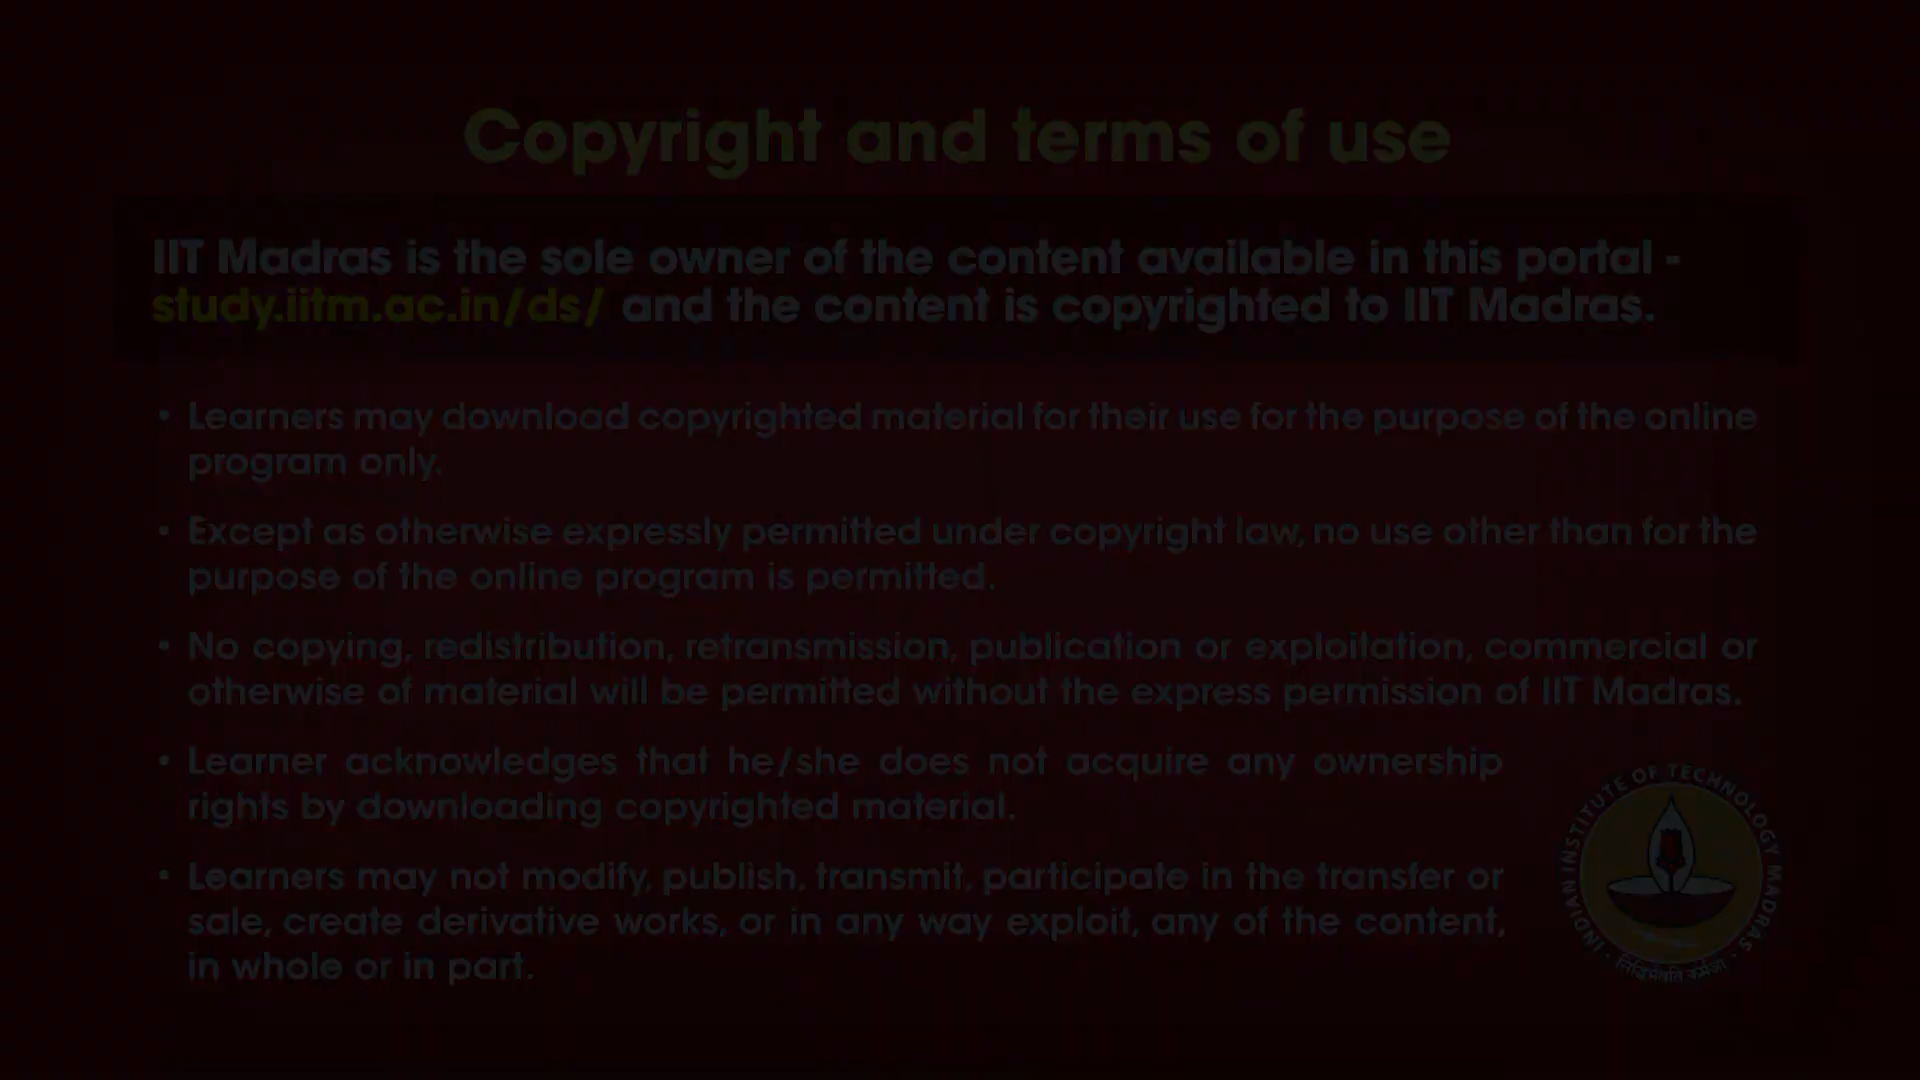 Copyright and terms of use
IIT Madras is the sole owner of the content available in this portal -
study.iitm.ac.in/ds/ and the content is copyrighted to IIT Madras.
• Learners may download copyrighted material for their use for the purpose of the online
program only.
• Except as otherwise expressly permitted under copyright law, no use other than for the
purpose of the online program is permitted.
• No copying, redistribution, retransmission, publication or exploitation, commercial or
otherwise of material will be permitted without the express permission of IIT Madras.
• Learner acknowledges that he/she does not acquire any ownership
rights by downloading copyrighted material.
• Learners may not modify, publish, transmit, participate in the transfer or
sale, create derivative works, or in any way exploit, any of the content,
in whole or in part.
INDIAN INSTITUTE OF TECHNOLOGY MADRAS
सिद्धिर्भवति कर्मजा